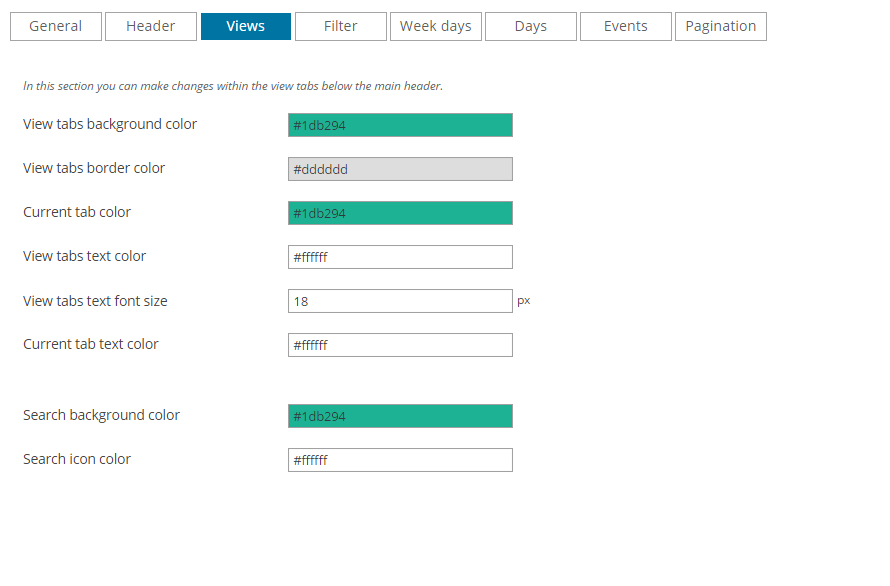 General Header Views Filter Week days Days Events Pagination
In this section you can make changes within the view tabs below the main header.
View tabs background color #1db294
View tabs border color #dddddd
Current tab color #1db294
View tabs text color #ffffff
View tabs text font size 18 px
Current tab text color #ffffff
Search background color #1db294
Search icon color #ffffff